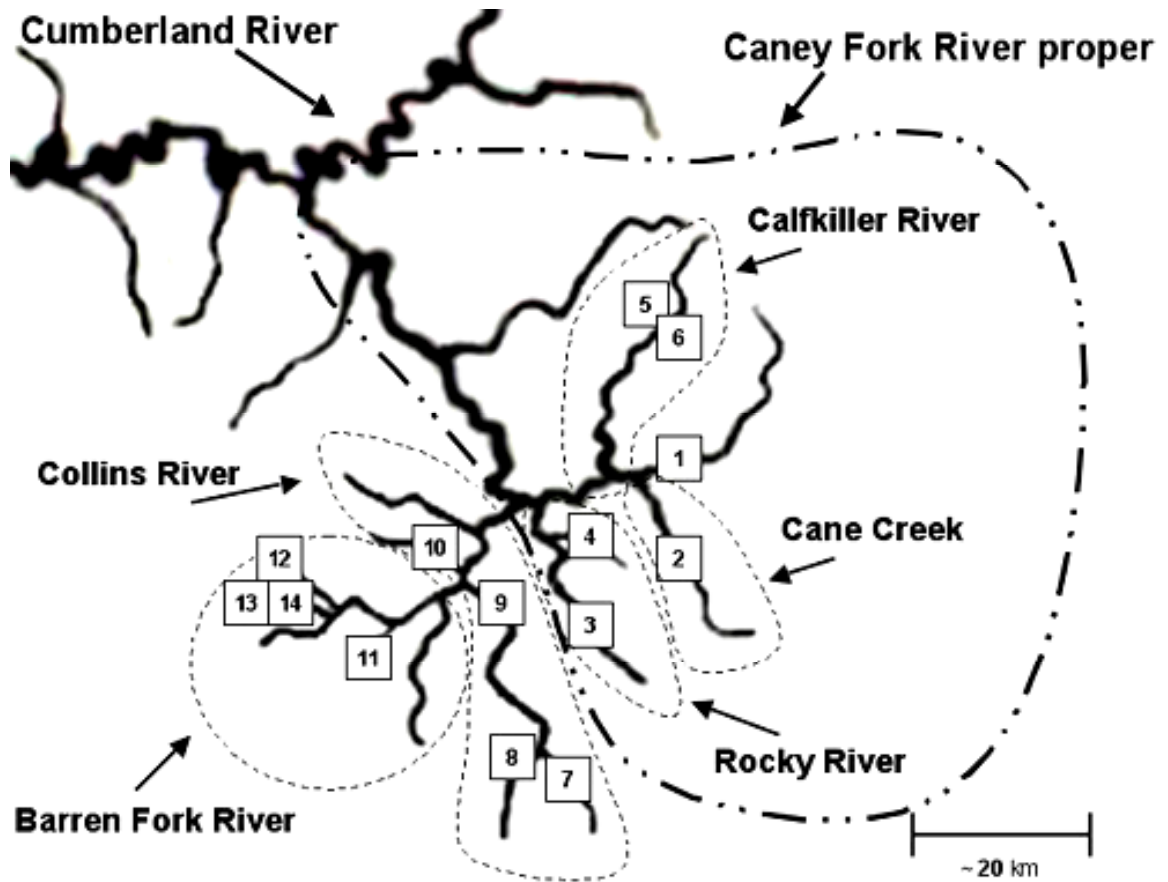 Cumberland River
Caney Fork River proper
Calfkiller River
5
6
1
Collins River
Cane Creek
4
10
12
2
13 14
9
3
11
Rocky River
8
7
Barren Fork River
~20 km